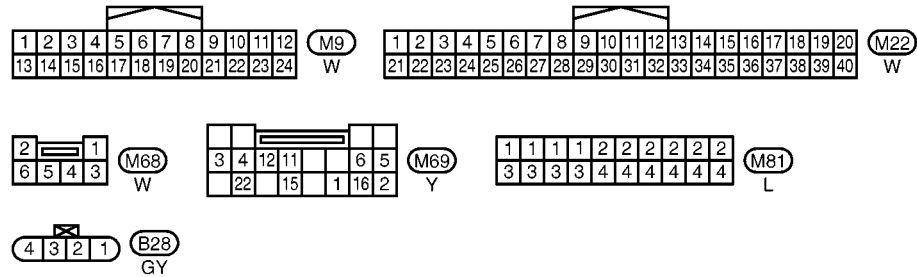 1 2 3 4 5 6 7 8 9 10 11 12 M9
13 14 15 16 17 18 19 20 21 22 23 24 W
1 2 3 4 5 6 7 8 9 10 11 12 13 14 15 16 17 18 19 20 M22
21 22 23 24 25 26 27 28 29 30 31 32 33 34 35 36 37 38 39 40 W
2 1 M68
6 5 4 3 W
3 4 12 11 6 5 M69
22 15 1 16 2 Y
1 1 1 1 2 2 2 2 2 2 M81
3 3 3 3 4 4 4 4 4 4 L
4 3 2 1 B28
GY